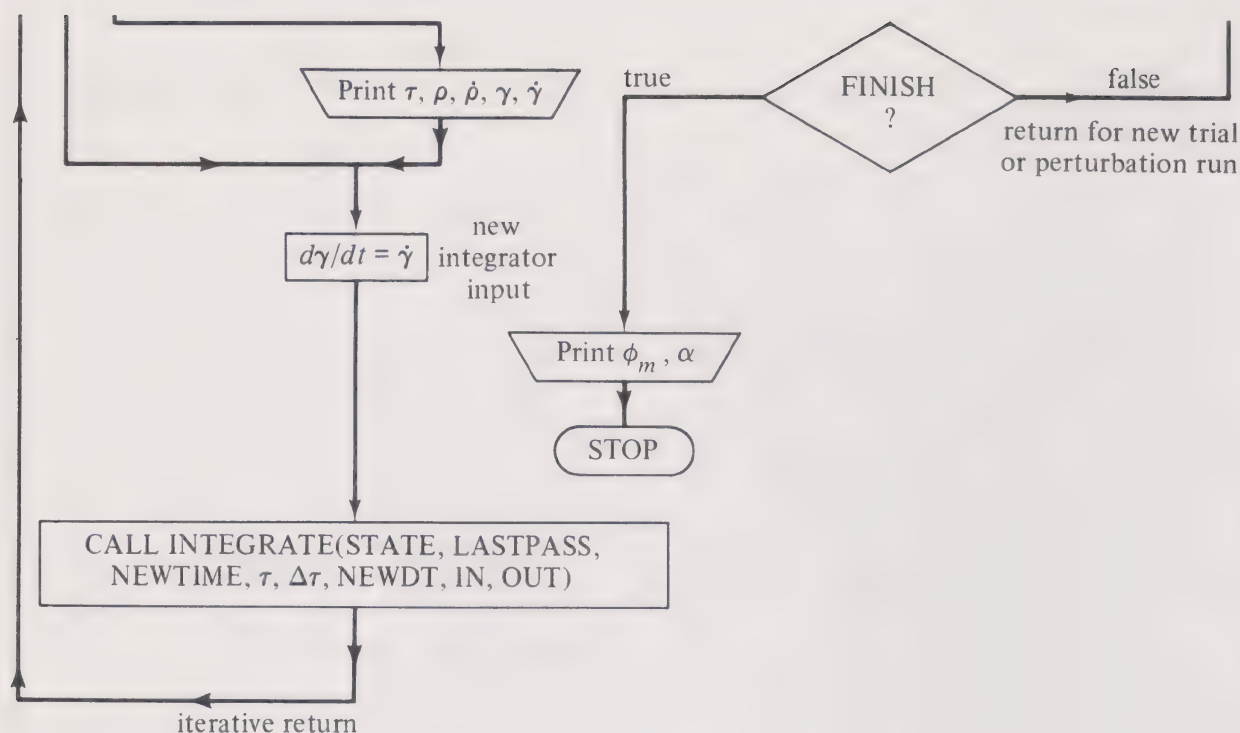 Print τ, ρ, ρ̇, γ, γ̇
true
FINISH
?
false
return for new trial
or perturbation run
dγ/dt = γ̇
new
integrator
input
Print ϕₘ, α
STOP
CALL INTEGRATE(STATE, LASTPASS,
NEWTIME, τ, Δτ, NEWDT, IN, OUT)
iterative return